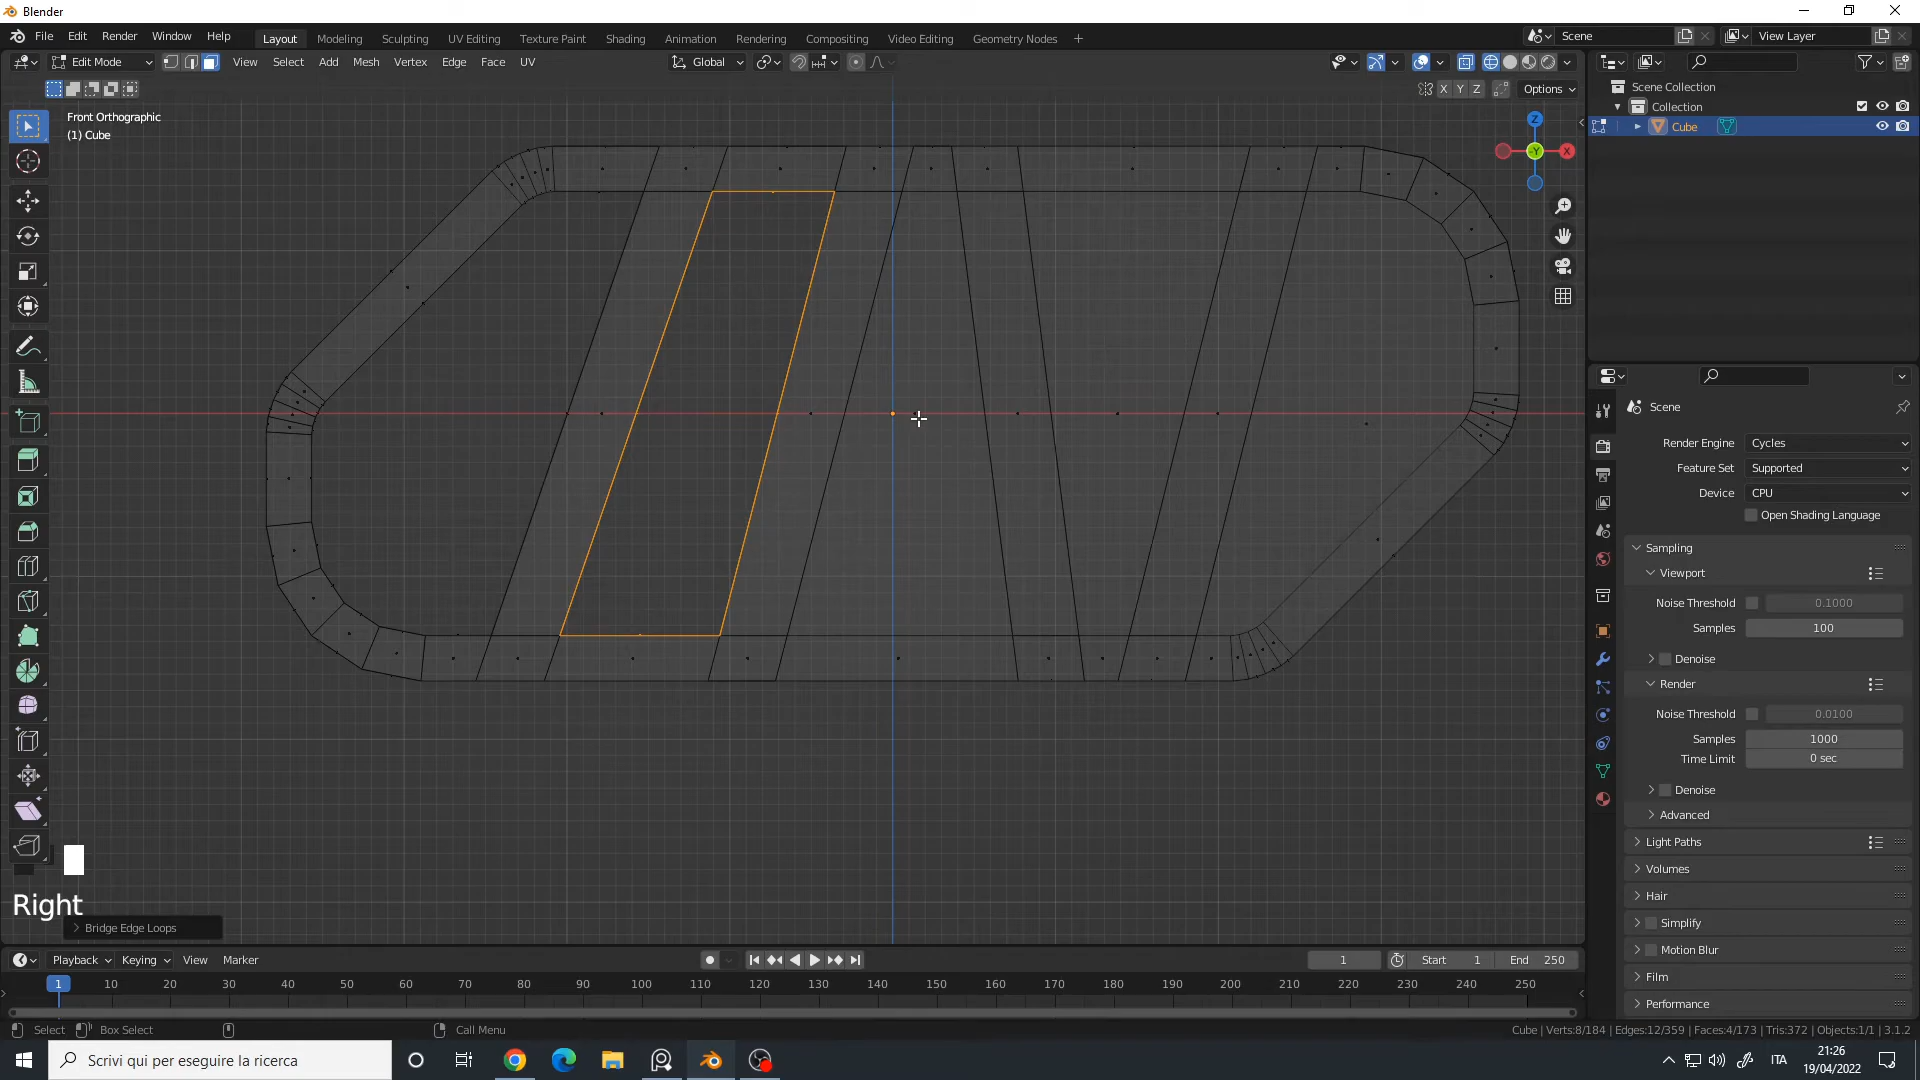 Blender
File Edit Render Window Help
Layout Modeling Sculpting UV Editing Texture Paint Shading Animation Rendering Compositing Video Editing Geometry Nodes +
Scene View Layer
Edit Mode View Select Add Mesh Vertex Edge Face UV Global
X Y Z Options
Front Orthographic
(1) Cube
Z
-Y X
Right
Bridge Edge Loops
Scene Collection
Collection
Cube
Scene
Render Engine Cycles
Feature Set Supported
Device CPU
Open Shading Language
Sampling
Viewport
Noise Threshold 0.1000
Samples 100
Denoise
Render
Noise Threshold 0.0100
Samples 1000
Time Limit 0 sec
Denoise
Advanced
Light Paths
Volumes
Hair
Simplify
Motion Blur
Film
Performance
Playback Keying View Marker 1 Start 1 End 250
1 10 20 30 40 50 60 70 80 90 100 110 120 130 140 150 160 170 180 190 200 210 220 230 240 250
Select Box Select Call Menu Cube | Verts:8/184 | Edges:12/359 | Faces:4/173 | Tris:372 | Objects:1/1 | 3.1.2
Scrivi qui per eseguire la ricerca ITA 21:26
19/04/2022